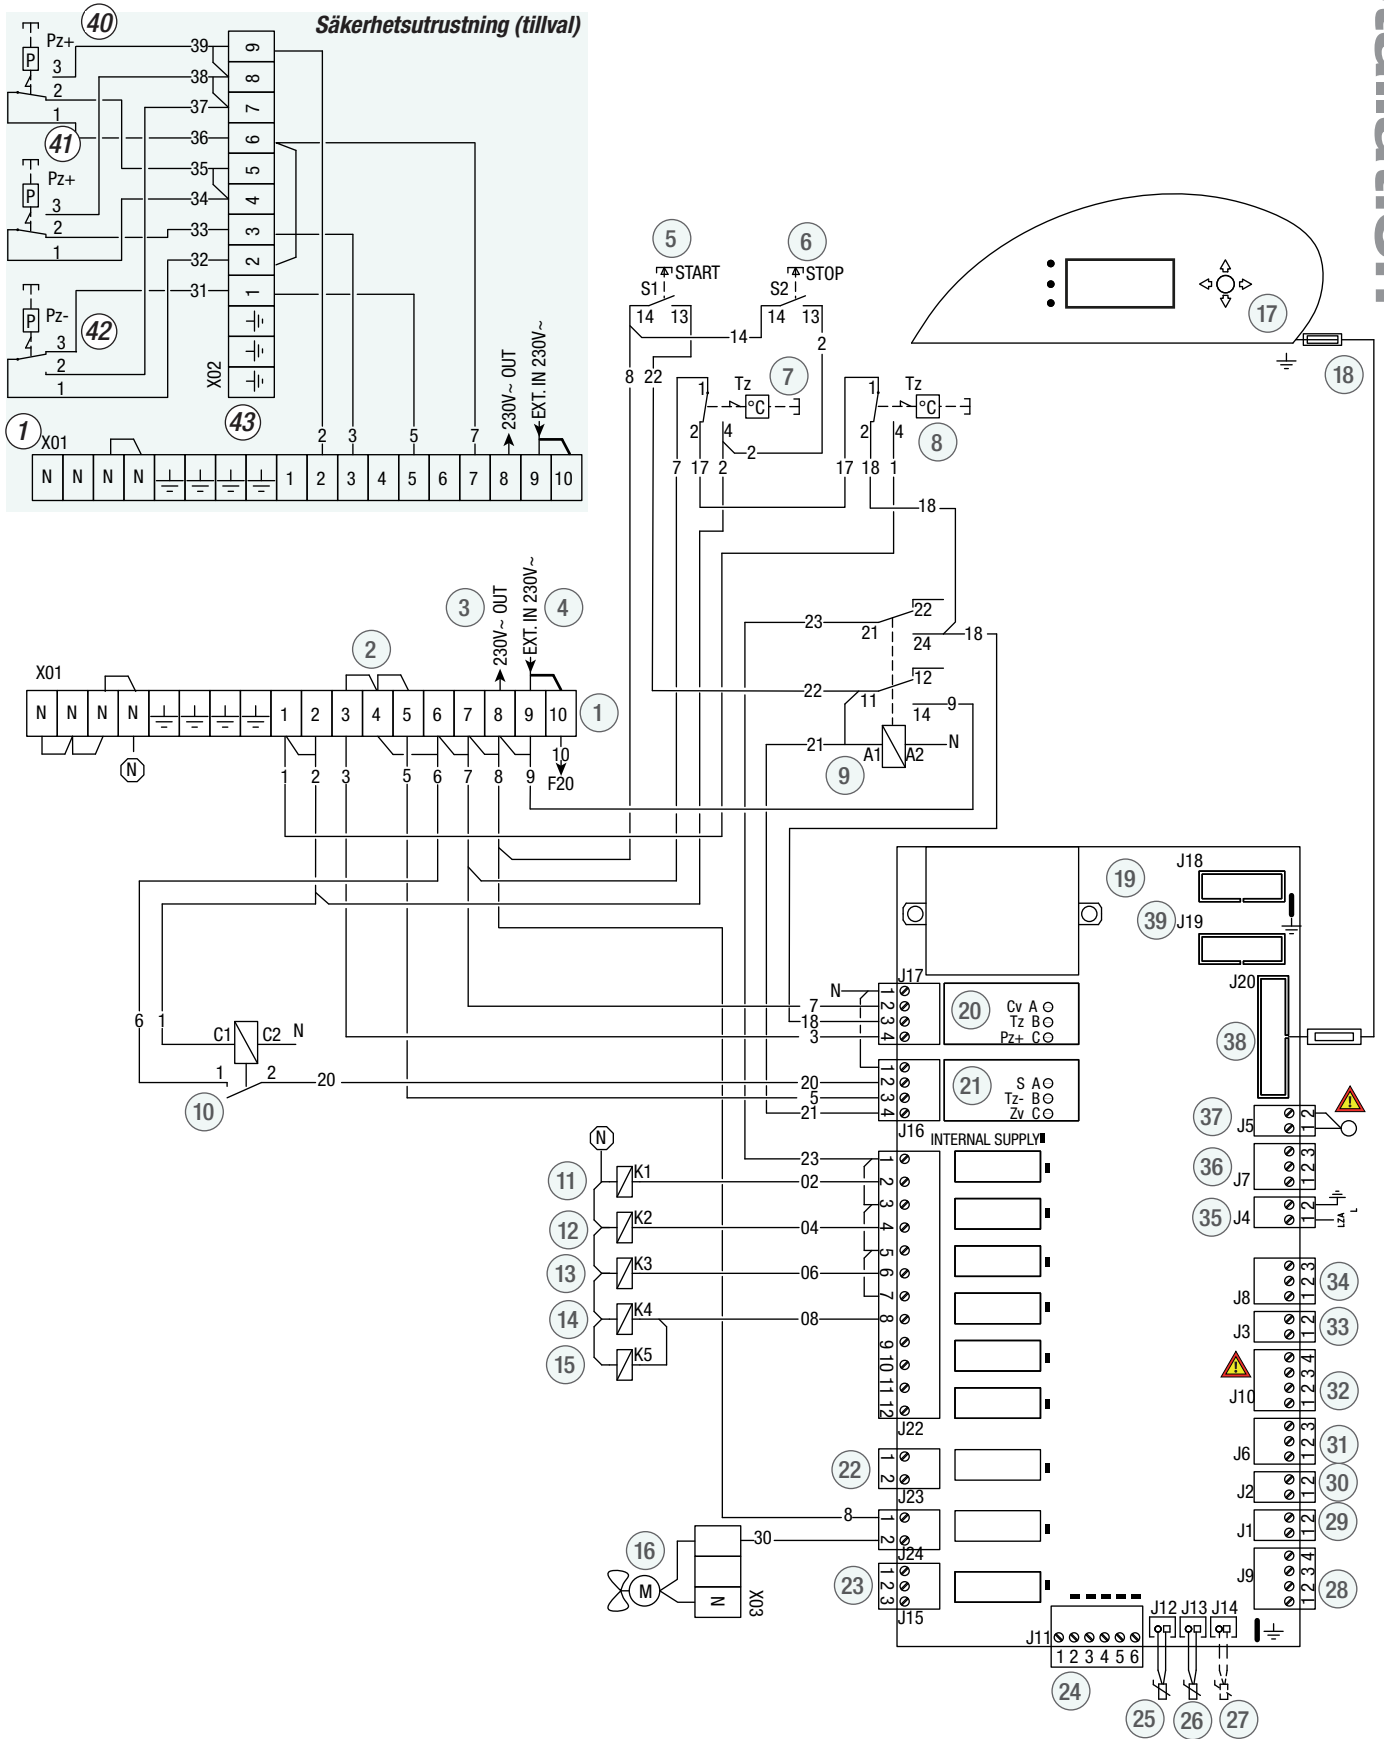 Säkerhetsutrustning (tillval)
40
Pz+
P
3
2
1
41
Pz+
P
3
2
1
Pz-
P
42
3
2
1
39 9
38 8
37 7
36 6
35 5
34 4
33 3
32 2
31 1
X02
43
2 3 5 7
230V~ OUT
EXT. IN 230V~
1
X01
N N N N 1 2 3 4 5 6 7 8 9 10
5
START
S1
14 13
6
STOP
S2
14 13
14
2
8 22
7
Tz
°C
1
2 4
2
7 17 2
8
Tz
°C
1
2 4
17 18 1
18
17
18
3
230V~ OUT
4
EXT. IN 230V~
2
X01
N N N N 1 2 3 4 5 6 7 8 9 10
1
N
1 2 3 5 6 7 8 9
10
F20
23
21
22
24
18
22
11
12
14
9
21
A1 A2
N
9
6 1
C1 C2 N
1 2
20
10
19
J18
39
J19
J20
38
J17
N
1
2
3
4
7
18
3
20
Cv A
Tz B
Pz+ C
1
2
3
4
20
5
21
21
S A
Tz- B
Zv C
J16
INTERNAL SUPPLY
N
11
K1
12
K2
13
K3
14
K4
15
K5
23
02
04
06
08
1
2
3
4
5
6
7
8
9
10
11
12
J22
22
1
2
J23
8
30
1
2
J24
16
M
N
X03
23
1
2
3
J15
J11
1 2 3 4 5 6
24
J12 J13 J14
25
26
27
37
J5
1 2
36
J7
1 2 3
35
J4
1 2
LZA
L
J8
1 2 3
34
J3
1 2
33
J10
1 2 3 4
32
J6
1 2 3
31
J2
1 2
30
J1
1 2
29
J9
1 2 3 4
28